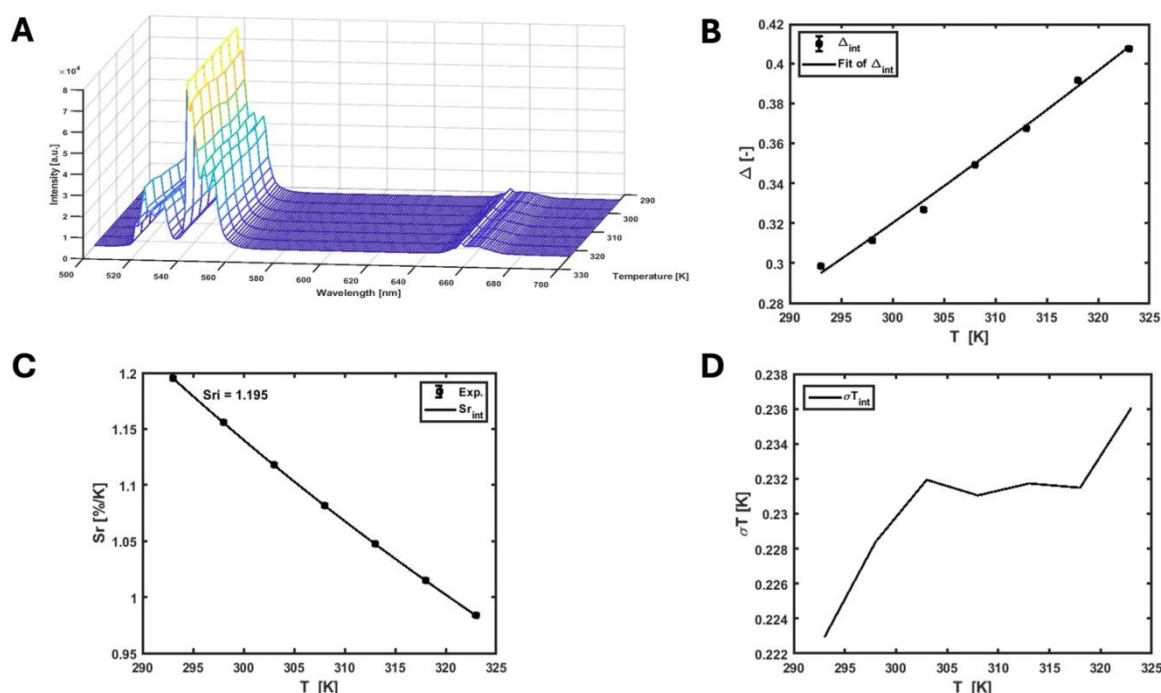 A
×10⁴
8
7
6
5
4
3
2
1
0
Intensity [a.u.]
500
520
540
560
580
600
620
640
660
680
700
Wavelength [nm]
290
300
310
320
330
Temperature [K]
B
Δint
Fit of Δint
0.42
0.4
0.38
0.36
0.34
0.32
0.3
0.28
Δ [-]
290 295 300 305 310 315 320 325
T [K]
C
Sri = 1.195
Exp.
Srint
1.2
1.15
1.1
1.05
1
0.95
Sr [%/K]
290 295 300 305 310 315 320 325
T [K]
D
σTint
0.238
0.236
0.234
0.232
0.23
0.228
0.226
0.224
0.223
0.222
σT [K]
290 295 300 305 310 315 320 325
T [K]